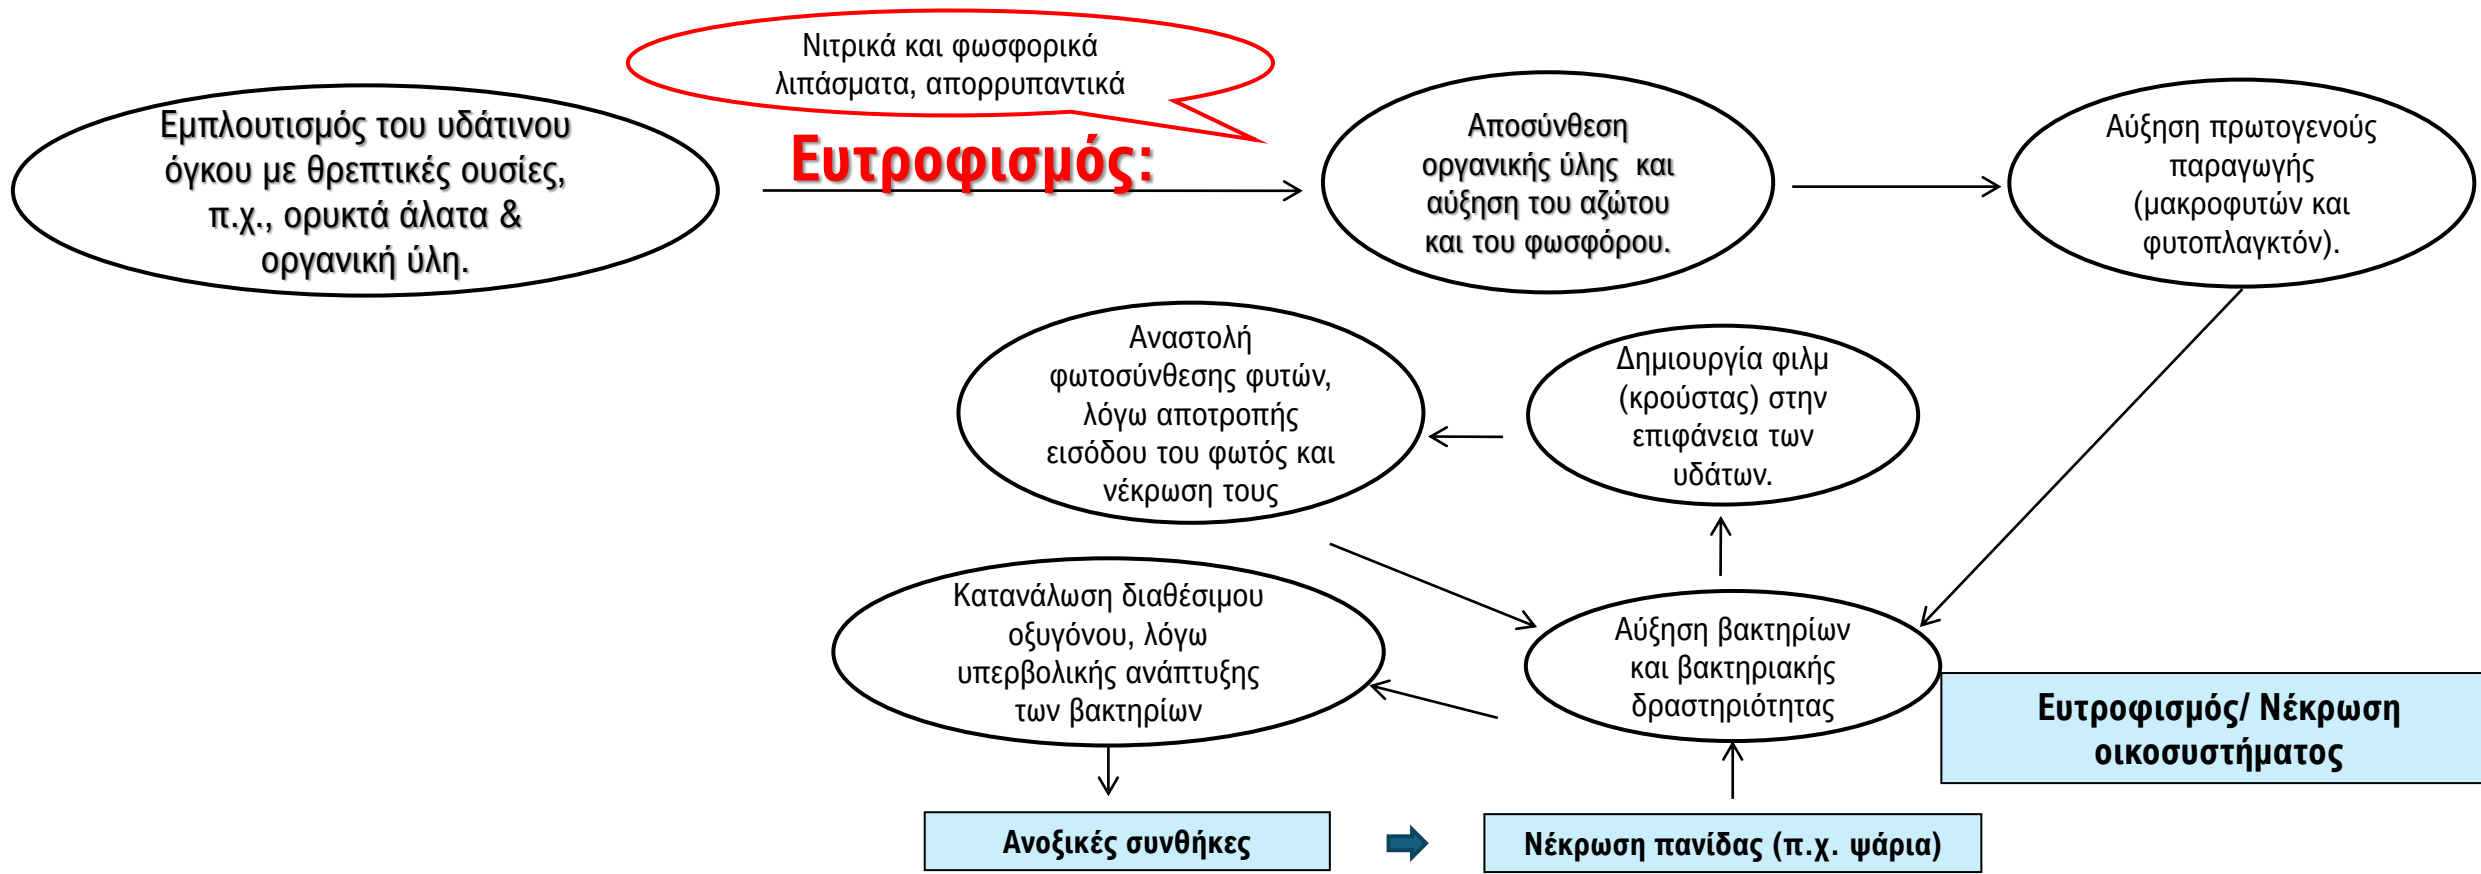 Νιτρικά και φωσφορικά
λιπάσματα, απορρυπαντικά
Ευτροφισμός:
Εμπλουτισμός του υδάτινου
όγκου με θρεπτικές ουσίες,
π.χ., ορυκτά άλατα &
οργανική ύλη.
Αποσύνθεση
οργανικής ύλης και
αύξηση του αζώτου
και του φωσφόρου.
Αύξηση πρωτογενούς
παραγωγής
(μακροφυτών και
φυτοπλαγκτόν).
Αναστολή
φωτοσύνθεσης φυτών,
λόγω αποτροπής
εισόδου του φωτός και
νέκρωση τους
Δημιουργία φιλμ
(κρούστας) στην
επιφάνεια των
υδάτων.
Κατανάλωση διαθέσιμου
οξυγόνου, λόγω
υπερβολικής ανάπτυξης
των βακτηρίων
Αύξηση βακτηρίων
και βακτηριακής
δραστηριότητας
Ευτροφισμός/ Νέκρωση
οικοσυστήματος
Ανοξικές συνθήκες
Νέκρωση πανίδας (π.χ. ψάρια)